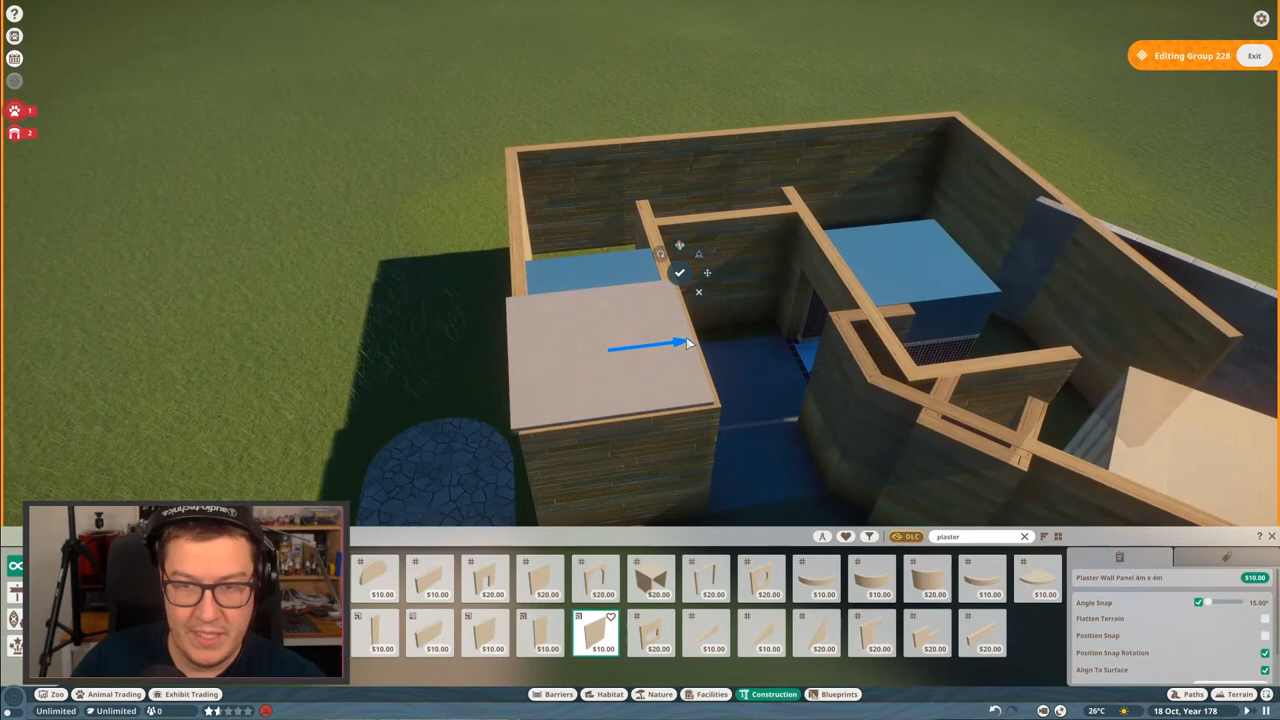 ?
Editing Group 228
Exit
1
2
audio-technica
DLC
plaster
?
$10.00
$10.00
$20.00
$20.00
$20.00
$10.00
$10.00
$20.00
$10.00
$10.00
$20.00
$10.00
$10.00
$10.00
$10.00
$10.00
$10.00
$10.00
$20.00
$10.00
$10.00
$20.00
$20.00
$20.00
$20.00
Plaster Wall Panel 4m x 4m
$10.00
Angle Snap
15.00°
Flatten Terrain
Position Snap
Position Snap Rotation
Align To Surface
Zoo
Animal Trading
Exhibit Trading
Barriers
Habitat
Nature
Facilities
Construction
Blueprints
Paths
Terrain
Unlimited
Unlimited
0
26°C
18 Oct, Year 178